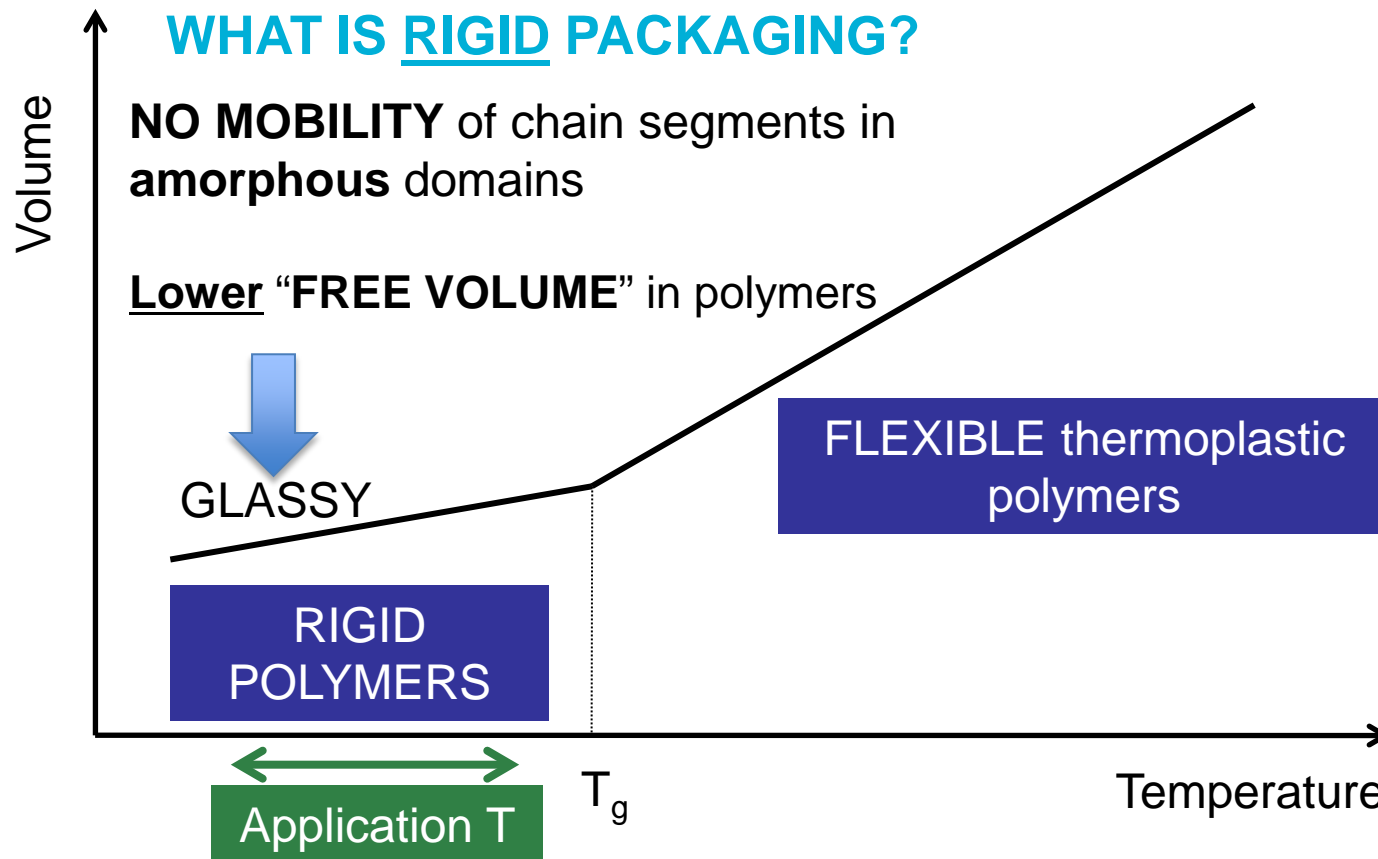 WHAT IS RIGID PACKAGING?
Volume
NO MOBILITY of chain segments in
amorphous domains
Lower “FREE VOLUME” in polymers
GLASSY
FLEXIBLE thermoplastic
polymers
RIGID
POLYMERS
Tg
Temperature
Application T